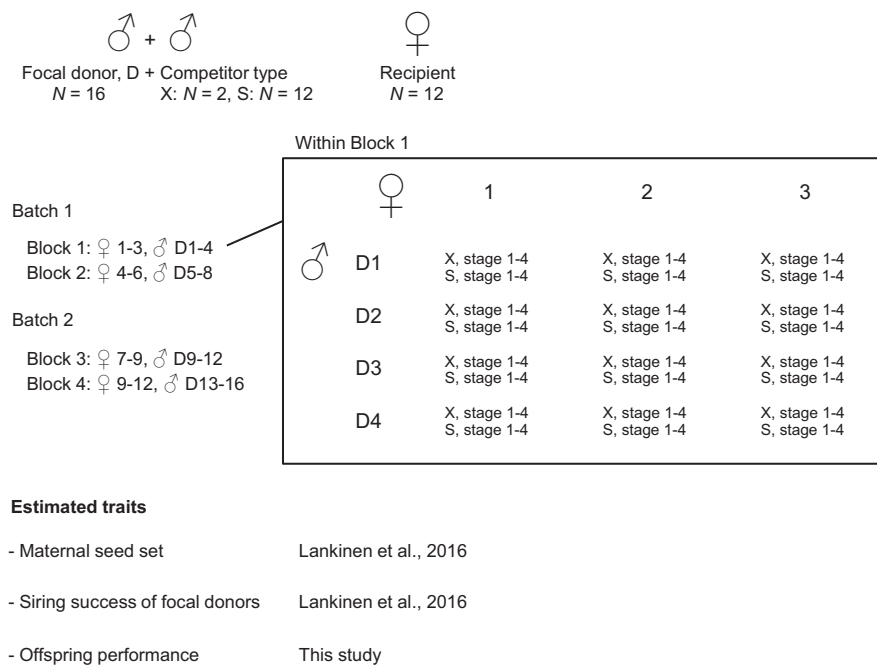 ♂ + ♂ ♀
Focal donor, D + Competitor type Recipient
N = 16 X: N = 2, S: N = 12 N = 12
Within Block 1
♀ 1 2 3
Batch 1
Block 1: ♀ 1-3, ♂ D1-4
Block 2: ♀ 4-6, ♂ D5-8
Batch 2
Block 3: ♀ 7-9, ♂ D9-12
Block 4: ♀ 9-12, ♂ D13-16
♂ D1 X, stage 1-4 X, stage 1-4 X, stage 1-4
S, stage 1-4 S, stage 1-4 S, stage 1-4
D2 X, stage 1-4 X, stage 1-4 X, stage 1-4
S, stage 1-4 S, stage 1-4 S, stage 1-4
D3 X, stage 1-4 X, stage 1-4 X, stage 1-4
S, stage 1-4 S, stage 1-4 S, stage 1-4
D4 X, stage 1-4 X, stage 1-4 X, stage 1-4
S, stage 1-4 S, stage 1-4 S, stage 1-4
Estimated traits
- Maternal seed set Lankinen et al., 2016
- Siring success of focal donors Lankinen et al., 2016
- Offspring performance This study